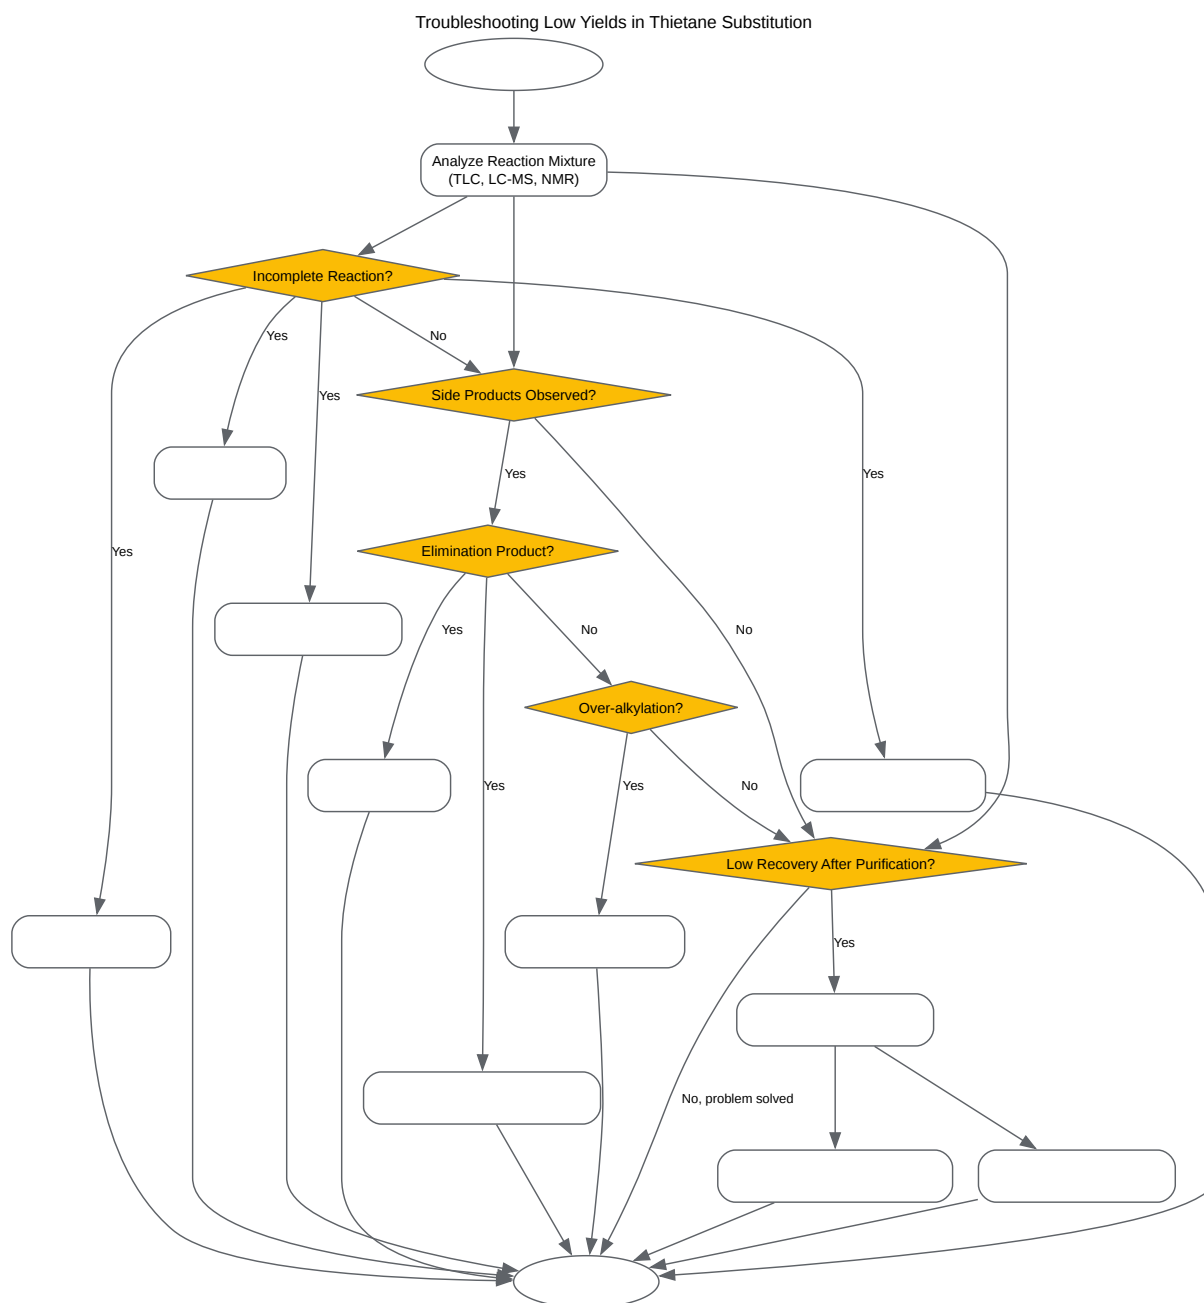 Troubleshooting Low Yields in Thietane Substitution
Analyze Reaction Mixture
(TLC, LC-MS, NMR)
Incomplete Reaction?
Yes
No
Yes
Side Products Observed?
Yes
Yes
Yes
Elimination Product?
Yes
No
No
Over-alkylation?
Yes
Yes
No
Low Recovery After Purification?
Yes
No, problem solved